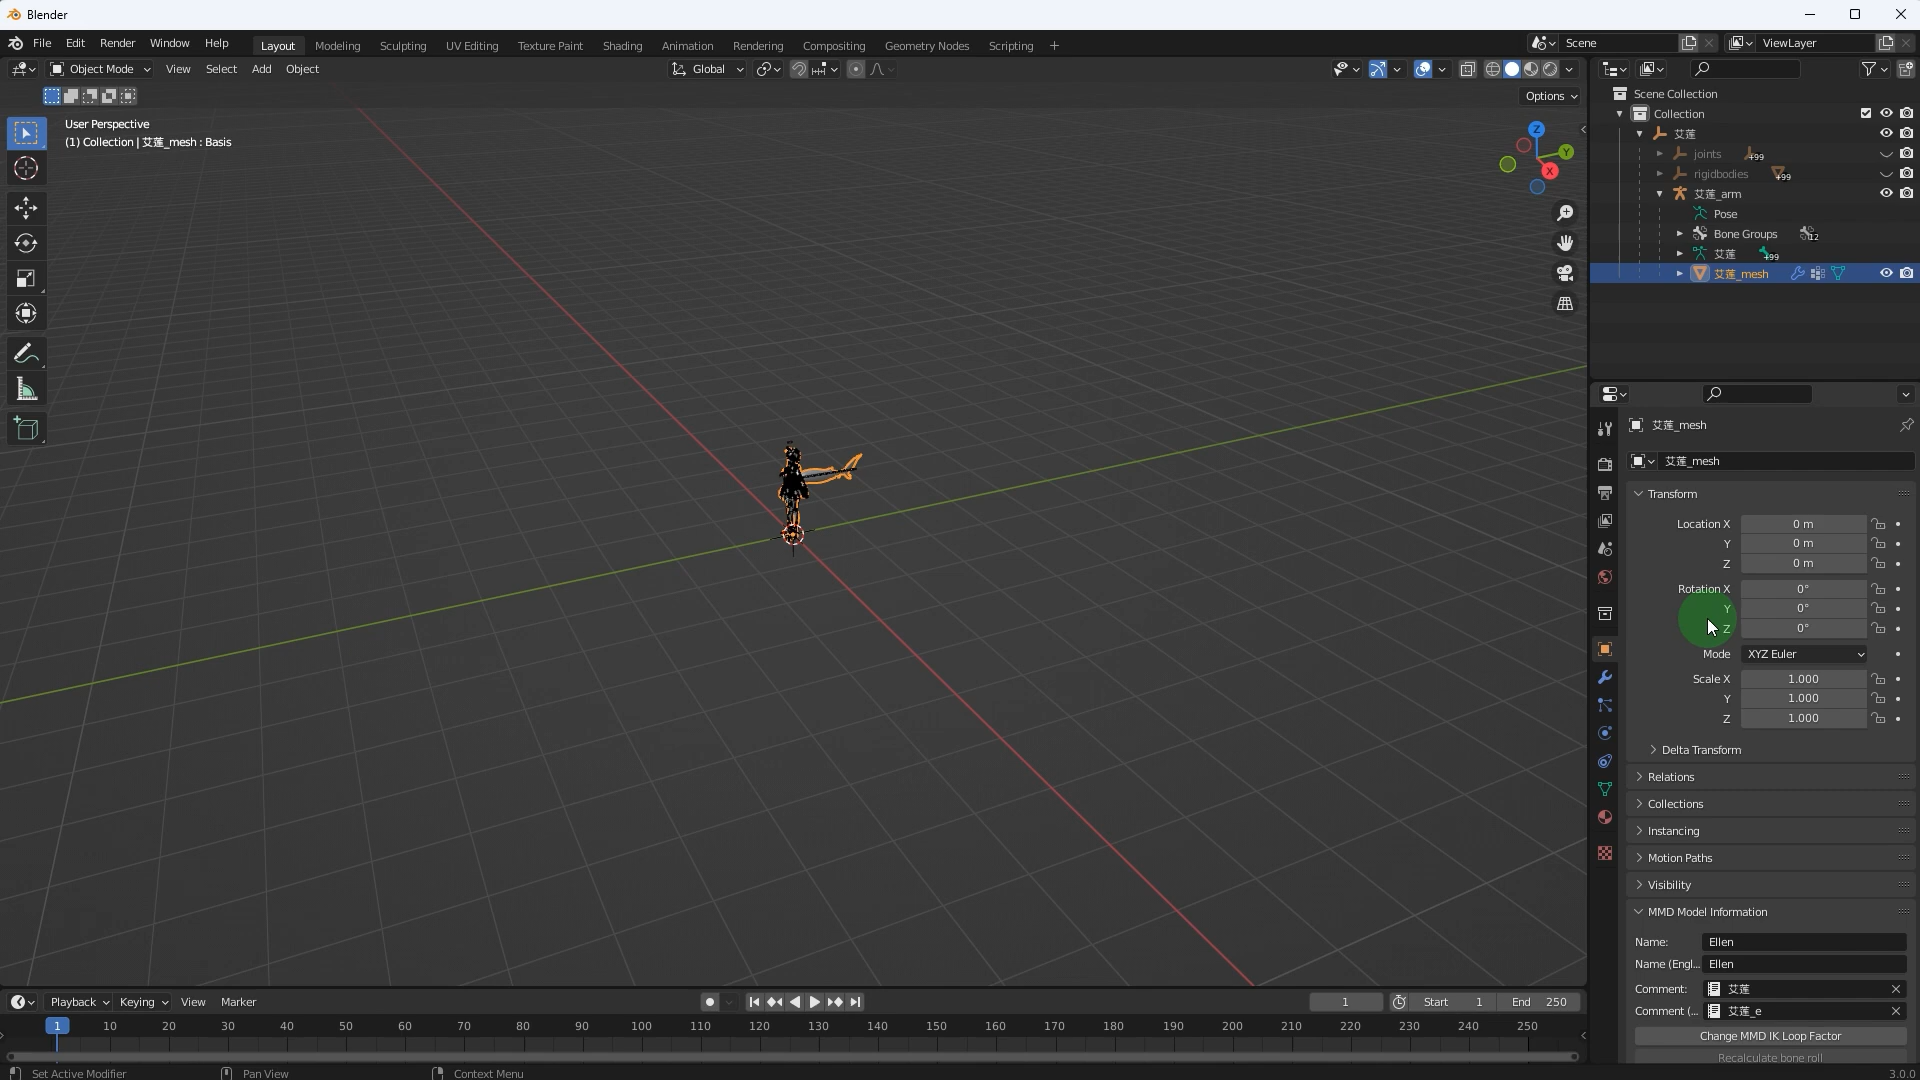 Blender
File Edit Render Window Help
Layout Modeling Sculpting UV Editing Texture Paint Shading Animation Rendering Compositing Geometry Nodes Scripting +
Scene
ViewLayer
Object Mode View Select Add Object
Global
Options
User Perspective
(1) Collection | 艾莲_mesh : Basis
Z
Y
X
Scene Collection
Collection
艾莲
joints +99
rigidbodies +99
艾莲_arm
Pose
Bone Groups 12
艾莲 +99
艾莲_mesh
艾莲_mesh
艾莲_mesh
Transform
Location X 0 m
Y 0 m
Z 0 m
Rotation X 0°
Y 0°
Z 0°
Mode XYZ Euler
Scale X 1.000
Y 1.000
Z 1.000
Delta Transform
Relations
Collections
Instancing
Motion Paths
Visibility
MMD Model Information
Name: Ellen
Name (Engl... Ellen
Comment: 艾莲
Comment (... 艾莲_e
Change MMD IK Loop Factor
Recalculate bone roll
Playback Keying View Marker
1 Start 1 End 250
1 10 20 30 40 50 60 70 80 90 100 110 120 130 140 150 160 170 180 190 200 210 220 230 240 250
Set Active Modifier Pan View Context Menu
3.0.0